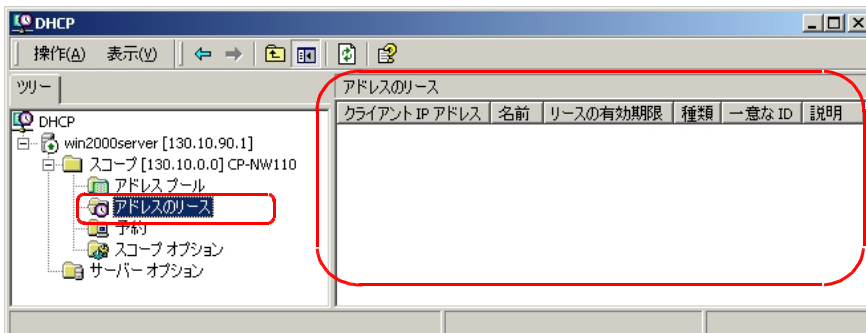 DHCP
操作(A) 表示(V)
ツリー
アドレスのリース
クライアント IP アドレス 名前 リースの有効期限 種類 一意な ID 説明
DHCP
win2000server [130.10.90.1]
スコープ [130.10.0.0] CP-NW110
アドレス プール
アドレスのリース
予約
スコープ オプション
サーバー オプション